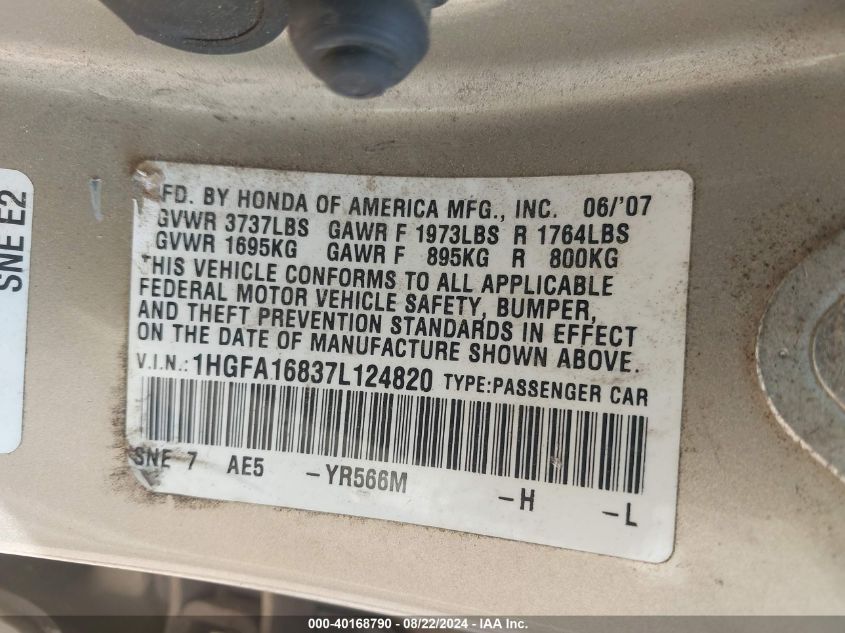 SNE E2
FD. BY HONDA OF AMERICA MFG., INC. 06/'07
GVWR 3737LBS GAWR F 1973LBS R 1764LBS
GVWR 1695KG GAWR F 895KG R 800KG
THIS VEHICLE CONFORMS TO ALL APPLICABLE
FEDERAL MOTOR VEHICLE SAFETY, BUMPER,
AND THEFT PREVENTION STANDARDS IN EFFECT
ON THE DATE OF MANUFACTURE SHOWN ABOVE.
V.I.N.: 1HGFA16837L124820 TYPE:PASSENGER CAR
SNE 7 AE5 -YR566M -H -L
000-40168790 - 08/22/2024 - IAA Inc.